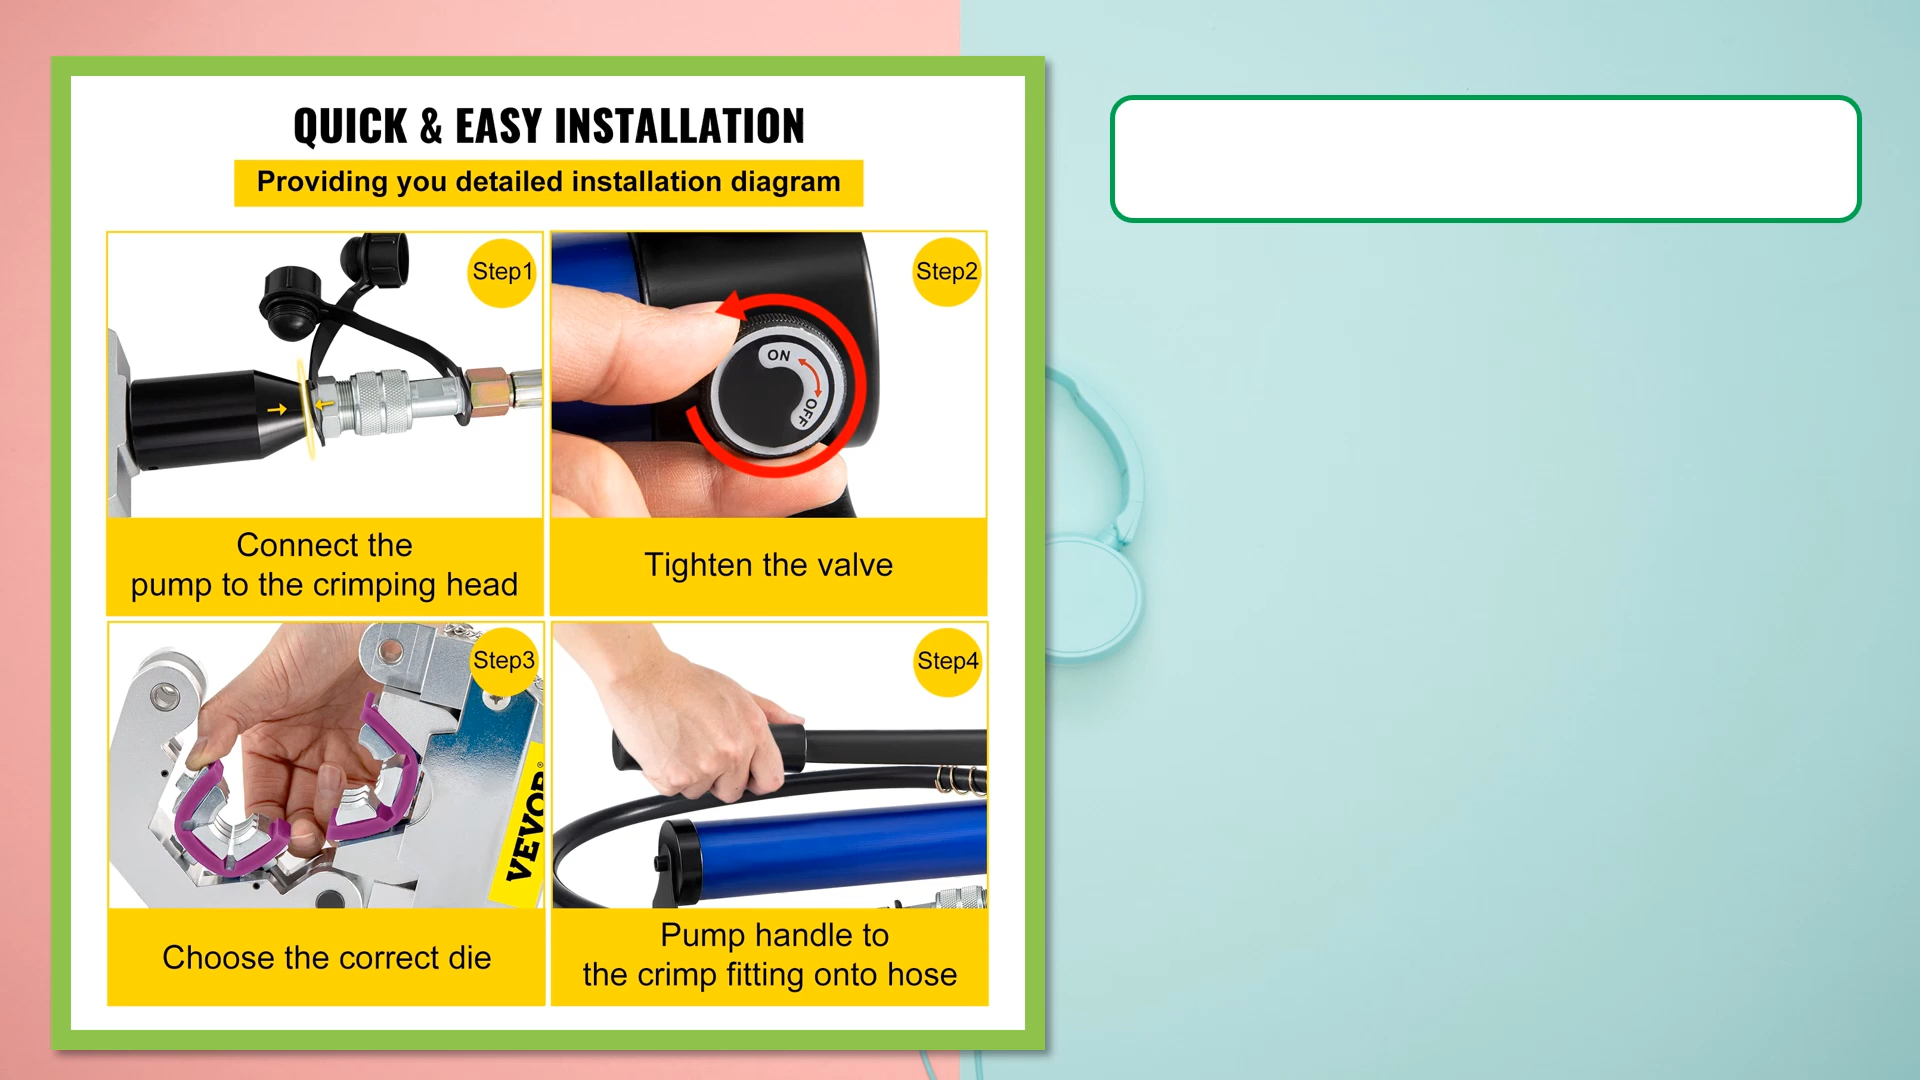 QUICK & EASY INSTALLATION
Providing you detailed installation diagram
Step1
Connect the
pump to the crimping head
Step2
ON
OFF
Tighten the valve
Step3
VEVOR®
Choose the correct die
Step4
Pump handle to
the crimp fitting onto hose